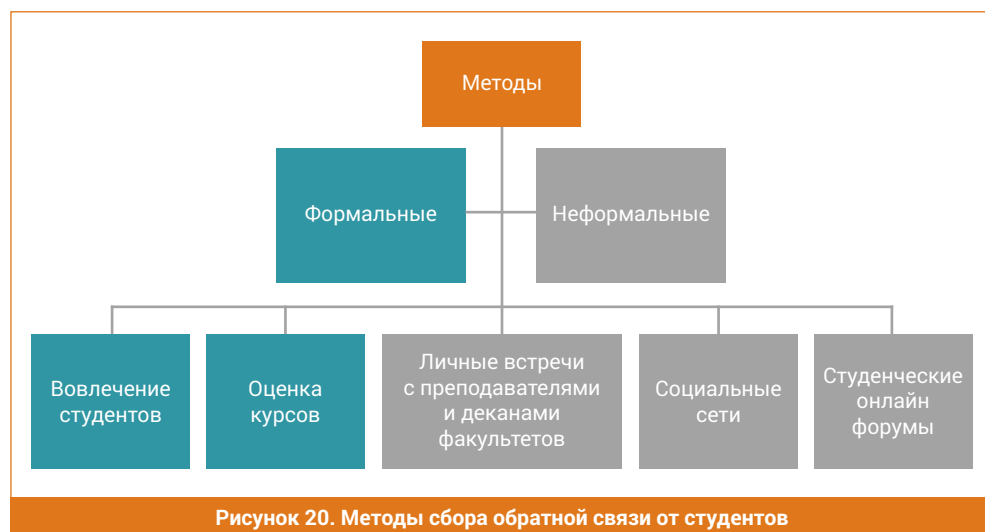 Методы
Формальные
Неформальные
Вовлечение
студентов
Оценка
курсов
Личные встречи
с преподавателями
и деканами
факультетов
Социальные
сети
Студенческие
онлайн
форумы
Рисунок 20. Методы сбора обратной связи от студентов